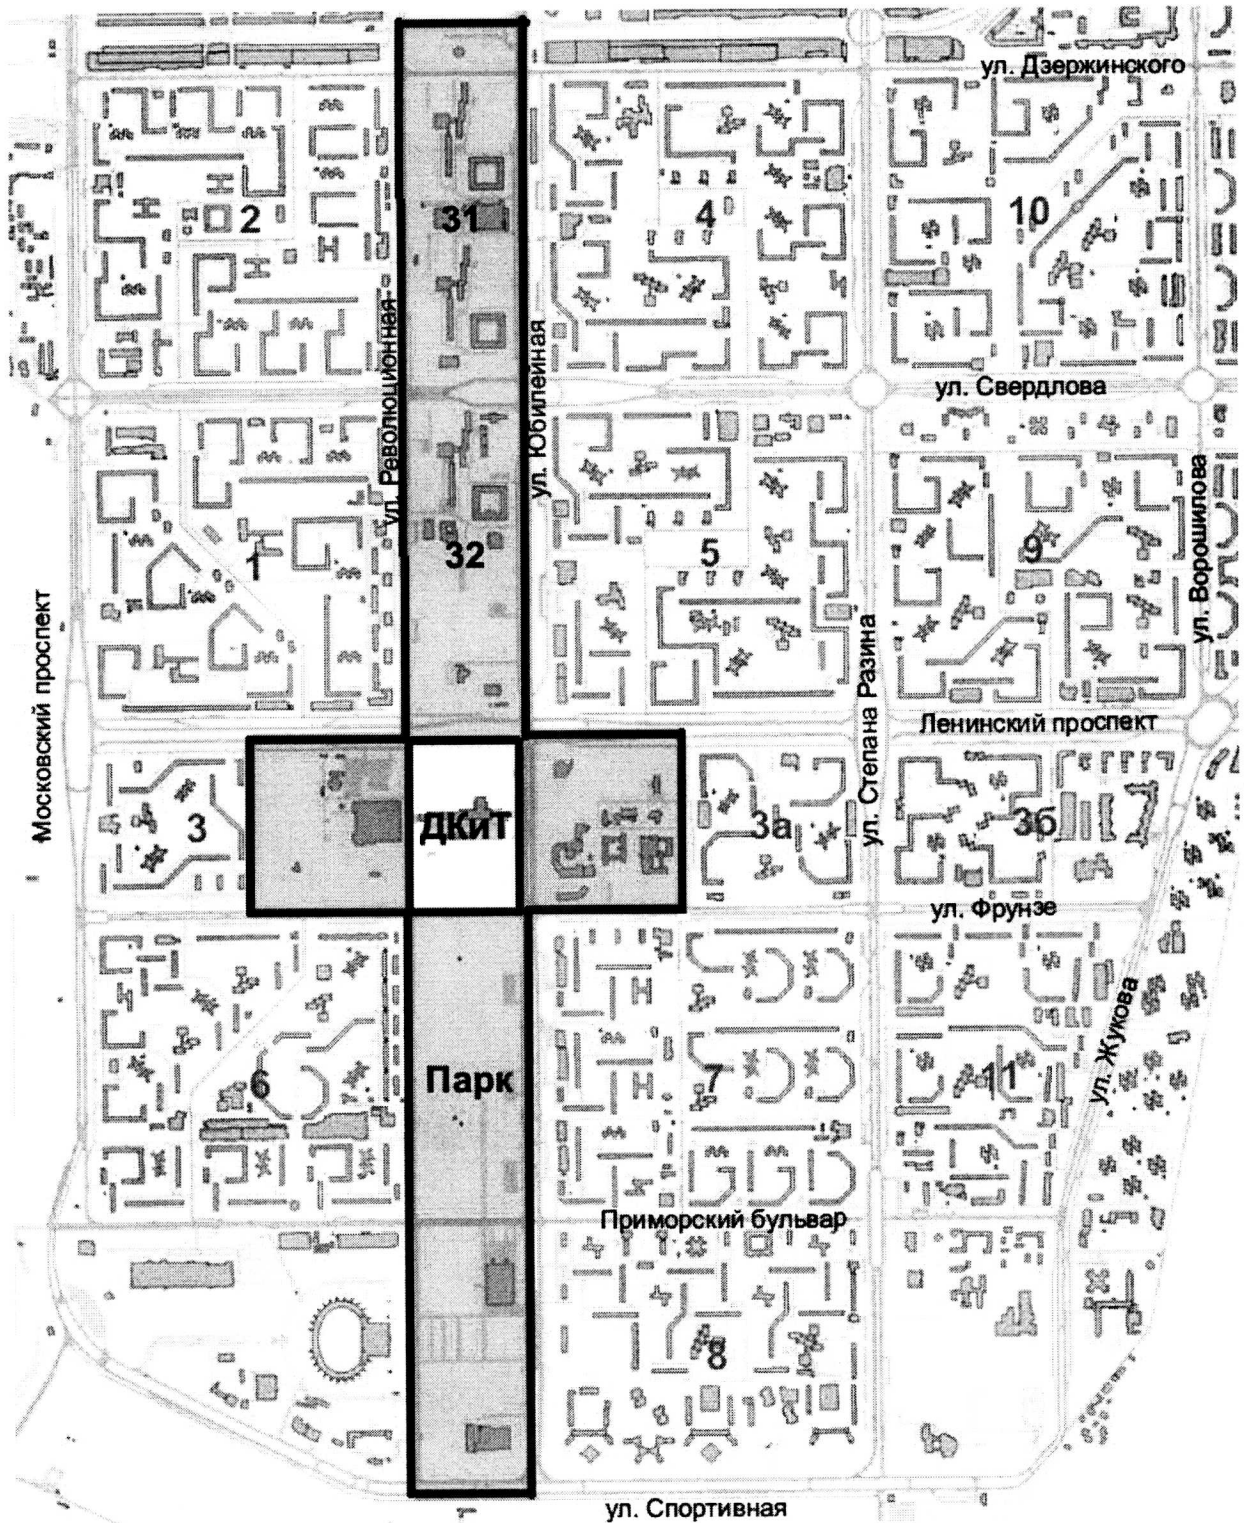 ул. Дзержинского
2
31
4
10
ул. Революционная
ул. Юбилейная
ул. Свердлова
Московский проспект
1
32
5
9
ул. Ворошилова
ул. Степана Разина
Ленинский проспект
3
ДКиТ
3а
3б
ул. Фрунзе
6
Парк
7
11
ул. Жукова
Приморский бульвар
8
ул. Спортивная